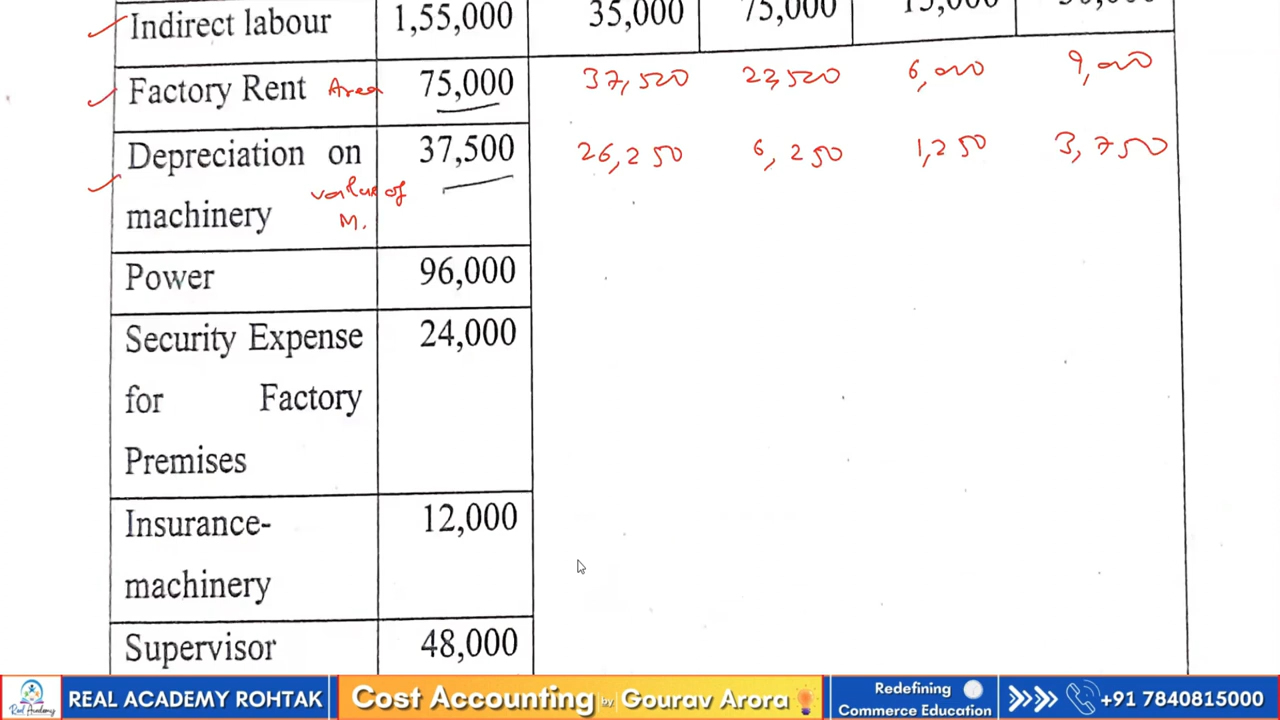 Indirect labour 1,55,000 35,000 75,000
Factory Rent Area 75,000 37,500 22,500 6,000 9,000
Depreciation on 37,500 26,250 6,250 1,250 3,750
value of
machinery M.
Power 96,000
Security Expense 24,000
for Factory
Premises
Insurance- 12,000
machinery
Supervisor 48,000
Real Academy
REAL ACADEMY ROHTAK Cost Accounting by Gourav Arora Redefining
Commerce Education +91 7840815000